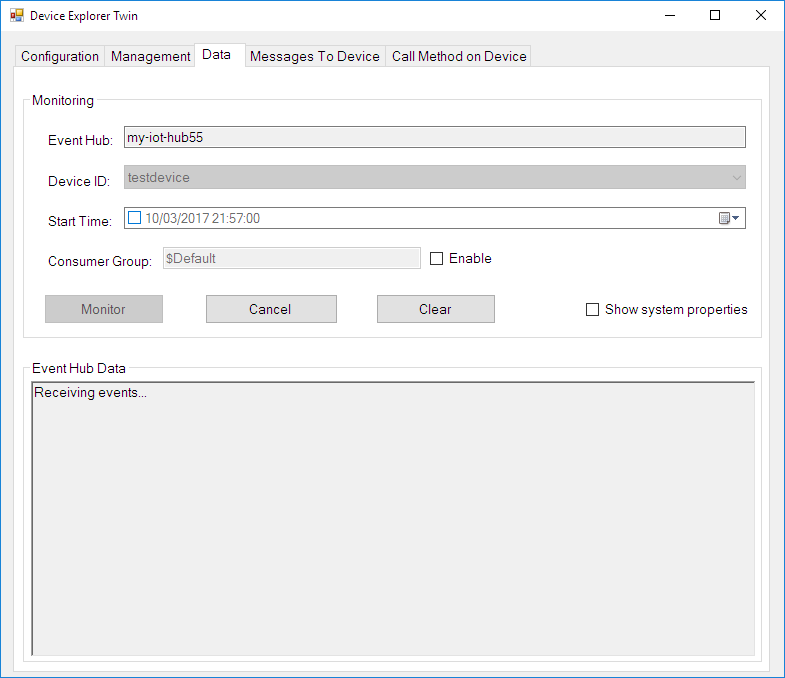 Device Explorer Twin
Configuration Management Data Messages To Device Call Method on Device
Monitoring
Event Hub: my-iot-hub55
Device ID: testdevice
Start Time: 10/03/2017 21:57:00
Consumer Group: $Default Enable
Monitor Cancel Clear Show system properties
Event Hub Data
Receiving events...